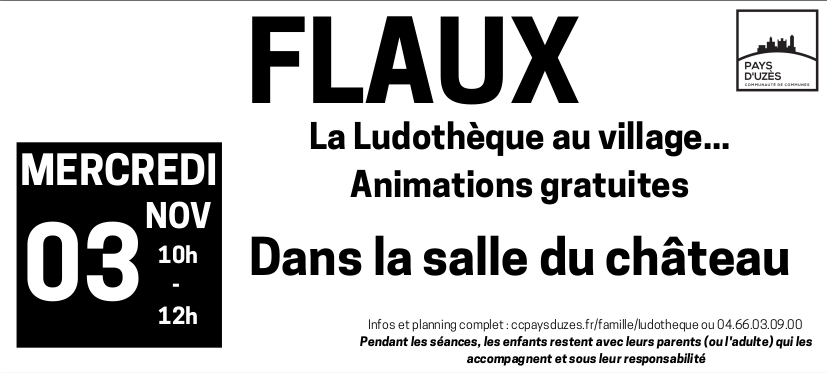 FLAUX
PAYS
D'UZÈS
COMMUNAUTÉ DE COMMUNES
La Ludothèque au village...
Animations gratuites
MERCREDI
03
NOV
10h
-
12h
Dans la salle du château
Infos et planning complet : ccpaysduzes.fr/famille/ludotheque ou 04.66.03.09.00
Pendant les séances, les enfants restent avec leurs parents (ou l'adulte) qui les
accompagnent et sous leur responsabilité